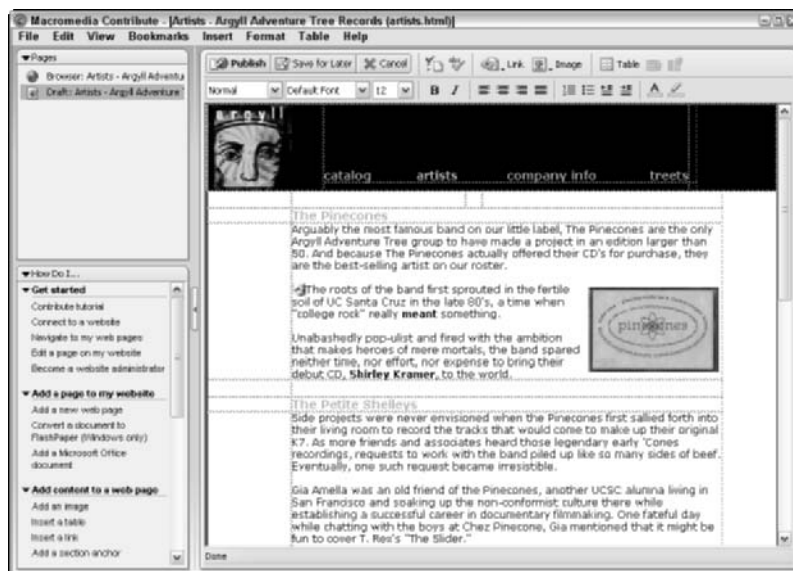 Macromedia Contribute - [Artists - Argyll Adventure Tree Records (artists.html)]
File Edit View Bookmarks Insert Format Table Help
Pages
Browser: Artists - Argyll Adventu
Draft: Artists - Argyll Adventure
Publish Save for Later Cancel Link Image Table
Normal Default Font 12 B I
argyll
catalog artists company info treets
The Pinecones
Arguably the most famous band on our little label, The Pinecones are the only
Argyll Adventure Tree group to have made a project in an edition larger than
50. And because The Pinecones actually offered their CD's for purchase, they
are the best-selling artist on our roster.
The roots of the band first sprouted in the fertile
soil of UC Santa Cruz in the late 80's, a time when
"college rock" really meant something.
pinecones
Unabashedly pop-ulist and fired with the ambition
that makes heroes of mere mortals, the band spared
neither time, nor effort, nor expense to bring their
debut CD, Shirley Kramer, to the world.
The Petite Shelleys
Side projects were never envisioned when the Pinecones first sallied forth into
their living room to record the tracks that would come to make up their original
K7. As more friends and associates heard those legendary early 'Cones
recordings, requests to work with the band piled up like so many sides of beef.
Eventually, one such request became irresistible.
Gia Amella was an old friend of the Pinecones, another UCSC alumna living in
San Francisco and soaking up the non-conformist culture there while
establishing a successful career in documentary filmmaking. One fateful day
while chatting with the boys at Chez Pinecone, Gia mentioned that it might be
fun to cover T. Rex's "The Slider."
How Do I...
Get started
Contribute tutorial
Connect to a website
Navigate to my web pages
Edit a page on my website
Become a website administrator
Add a page to my website
Add a new web page
Convert a document to
FlashPaper (Windows only)
Add a Microsoft Office
document
Add content to a web page
Add an image
Insert a table
Insert a link
Add a section anchor
Done